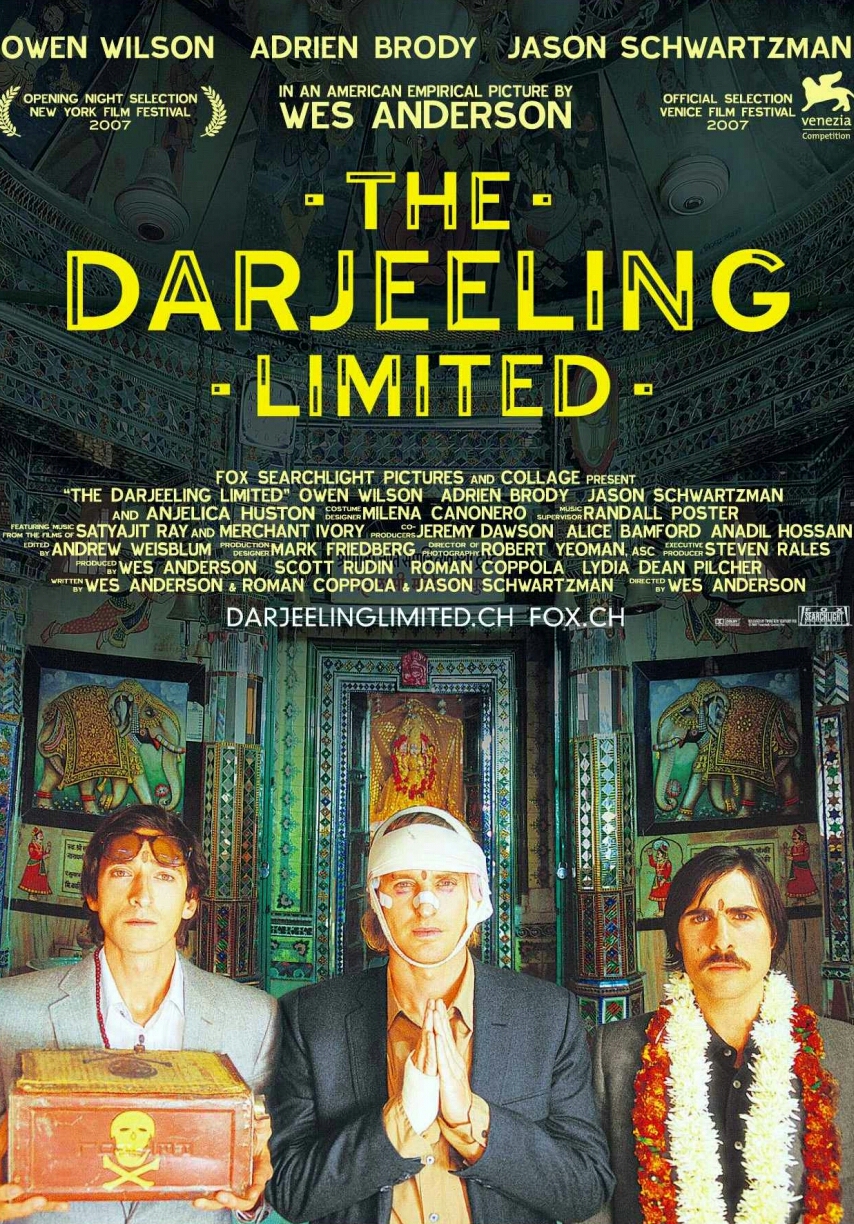 OWEN WILSON ADRIEN BRODY JASON SCHWARTZMAN
OPENING NIGHT SELECTION
NEW YORK FILM FESTIVAL
2007
IN AN AMERICAN EMPIRICAL PICTURE BY
WES ANDERSON
OFFICIAL SELECTION
VENICE FILM FESTIVAL
2007
venezia
Competition
· THE ·
DARJEELING
· LIMITED ·
FOX SEARCHLIGHT PICTURES AND COLLAGE PRESENT
“THE DARJEELING LIMITED” OWEN WILSON ADRIEN BRODY JASON SCHWARTZMAN
AND ANJELICA HUSTON COSTUME DESIGNER MILENA CANONERO MUSIC SUPERVISOR RANDALL POSTER
FEATURING MUSIC FROM THE FILMS OF SATYAJIT RAY AND MERCHANT IVORY CO-PRODUCERS JEREMY DAWSON ALICE BAMFORD ANADIL HOSSAIN
EDITED BY ANDREW WEISBLUM PRODUCTION DESIGNER MARK FRIEDBERG DIRECTOR OF PHOTOGRAPHY ROBERT YEOMAN, ASC EXECUTIVE PRODUCER STEVEN RALES
PRODUCED BY WES ANDERSON SCOTT RUDIN ROMAN COPPOLA LYDIA DEAN PILCHER
WRITTEN BY WES ANDERSON & ROMAN COPPOLA & JASON SCHWARTZMAN DIRECTED BY WES ANDERSON
DARJEELINGLIMITED.CH FOX.CH
FOX
SEARCHLIGHT